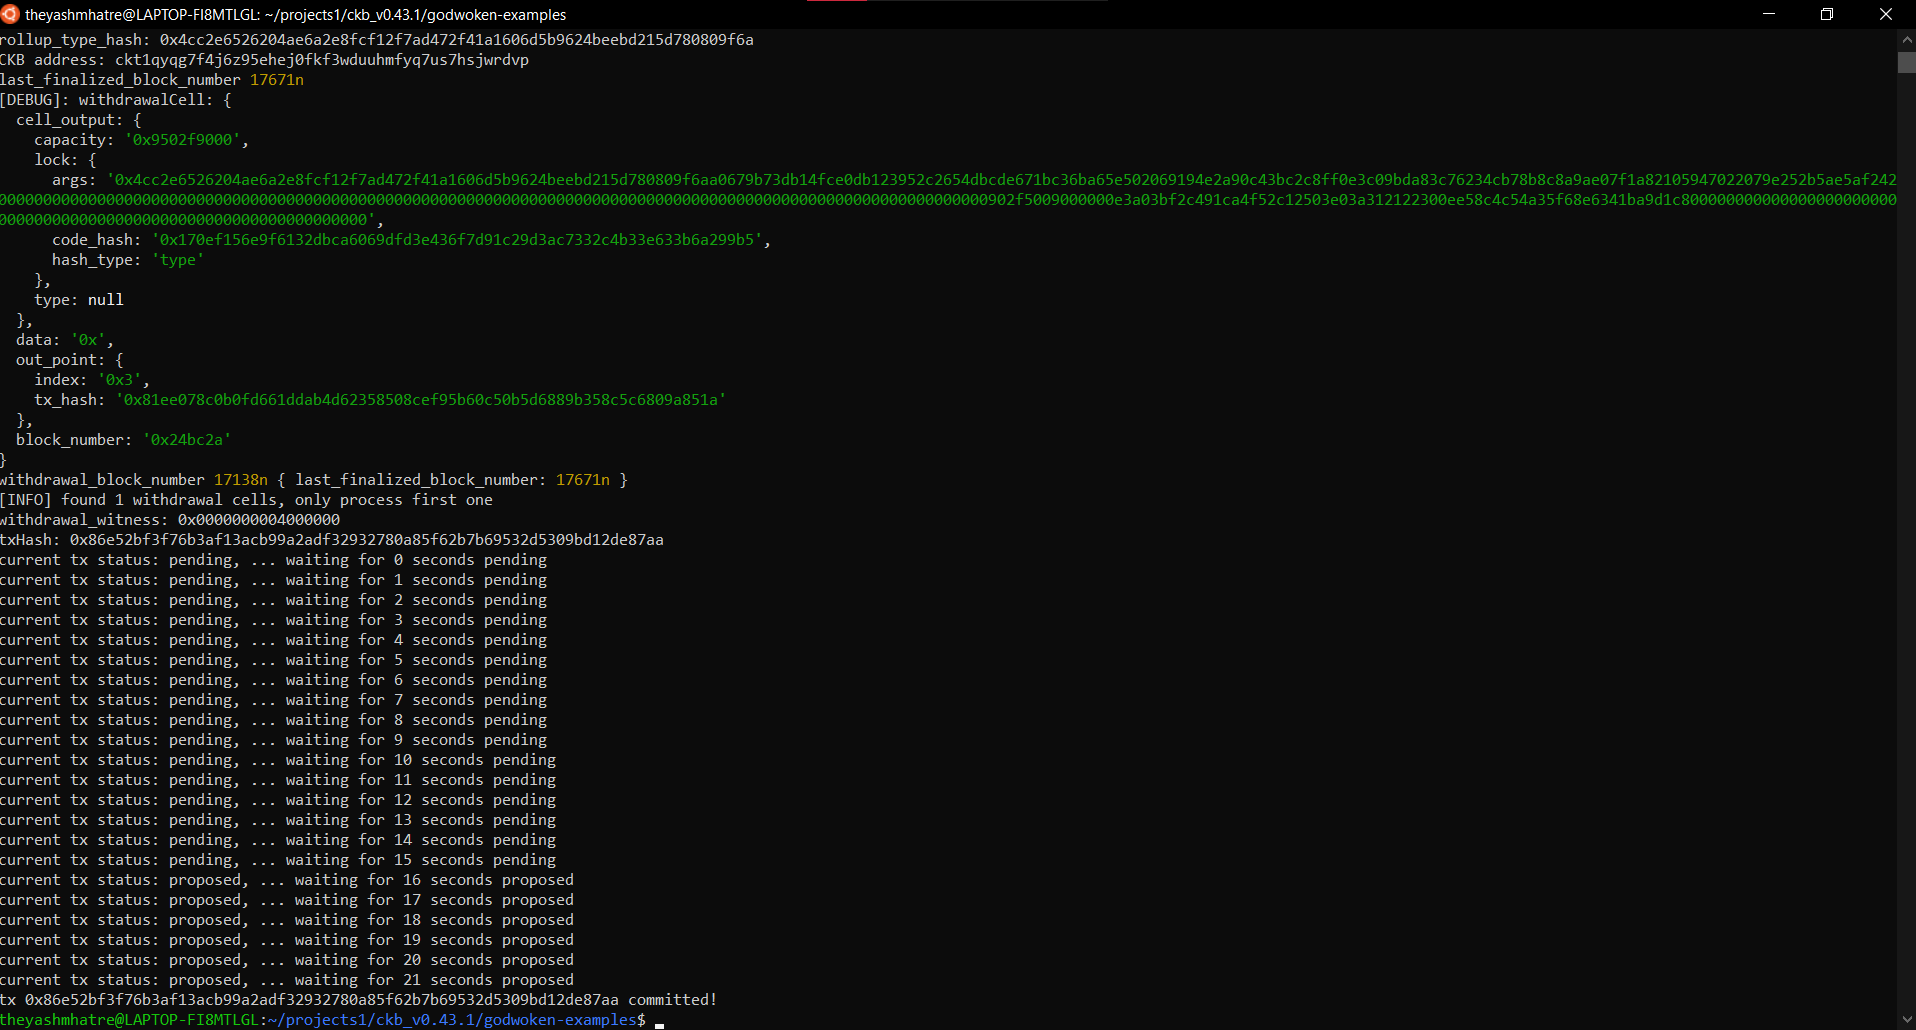 theyashmhatre@LAPTOP-FI8MTLGL: ~/projects1/ckb_v0.43.1/godwoken-examples
rollup_type_hash: 0x4cc2e6526204ae6a2e8fcf12f7ad472f41a1606d5b9624beebd215d780809f6a
CKB address: ckt1qyqg7f4j6z95ehej0fkf3wduuhmfyq7us7hsjwrdvp
last_finalized_block_number 17671n
[DEBUG]: withdrawalCell: {
cell_output: {
capacity: '0x9502f9000',
lock: {
args:
code_hash: '0x170ef156e9f6132dbca6069dfd3e436f7d91c29d3ac7332c4b33e633b6a299b5',
hash_type: 'type'
},
type: null
},
data: '0x',
out_point: {
index: '0x3',
tx_hash: '0x81ee078c0b0fd661ddab4d62358508cef95b60c50b5d6889b358c5c6809a851a'
},
block_number: '0x24bc2a'
}
withdrawal_block_number 17138n { last_finalized_block_number: 17671n }
[INFO] found 1 withdrawal cells, only process first one
withdrawal_witness: 0x0000000004000000
txHash: 0x86e52bf3f76b3af13acb99a2adf32932780a85f62b7b69532d5309bd12de87aa
current tx status: pending, ... waiting for 0 seconds pending
current tx status: pending, ... waiting for 1 seconds pending
current tx status: pending, ... waiting for 2 seconds pending
current tx status: pending, ... waiting for 3 seconds pending
current tx status: pending, ... waiting for 4 seconds pending
current tx status: pending, ... waiting for 5 seconds pending
current tx status: pending, ... waiting for 6 seconds pending
current tx status: pending, ... waiting for 7 seconds pending
current tx status: pending, ... waiting for 8 seconds pending
current tx status: pending, ... waiting for 9 seconds pending
current tx status: pending, ... waiting for 10 seconds pending
current tx status: pending, ... waiting for 11 seconds pending
current tx status: pending, ... waiting for 12 seconds pending
current tx status: pending, ... waiting for 13 seconds pending
current tx status: pending, ... waiting for 14 seconds pending
current tx status: pending, ... waiting for 15 seconds pending
current tx status: proposed, ... waiting for 16 seconds proposed
current tx status: proposed, ... waiting for 17 seconds proposed
current tx status: proposed, ... waiting for 18 seconds proposed
current tx status: proposed, ... waiting for 19 seconds proposed
current tx status: proposed, ... waiting for 20 seconds proposed
current tx status: proposed, ... waiting for 21 seconds proposed
tx 0x86e52bf3f76b3af13acb99a2adf32932780a85f62b7b69532d5309bd12de87aa committed!
theyashmhatre@LAPTOP-FI8MTLGL:~/projects1/ckb_v0.43.1/godwoken-examples$